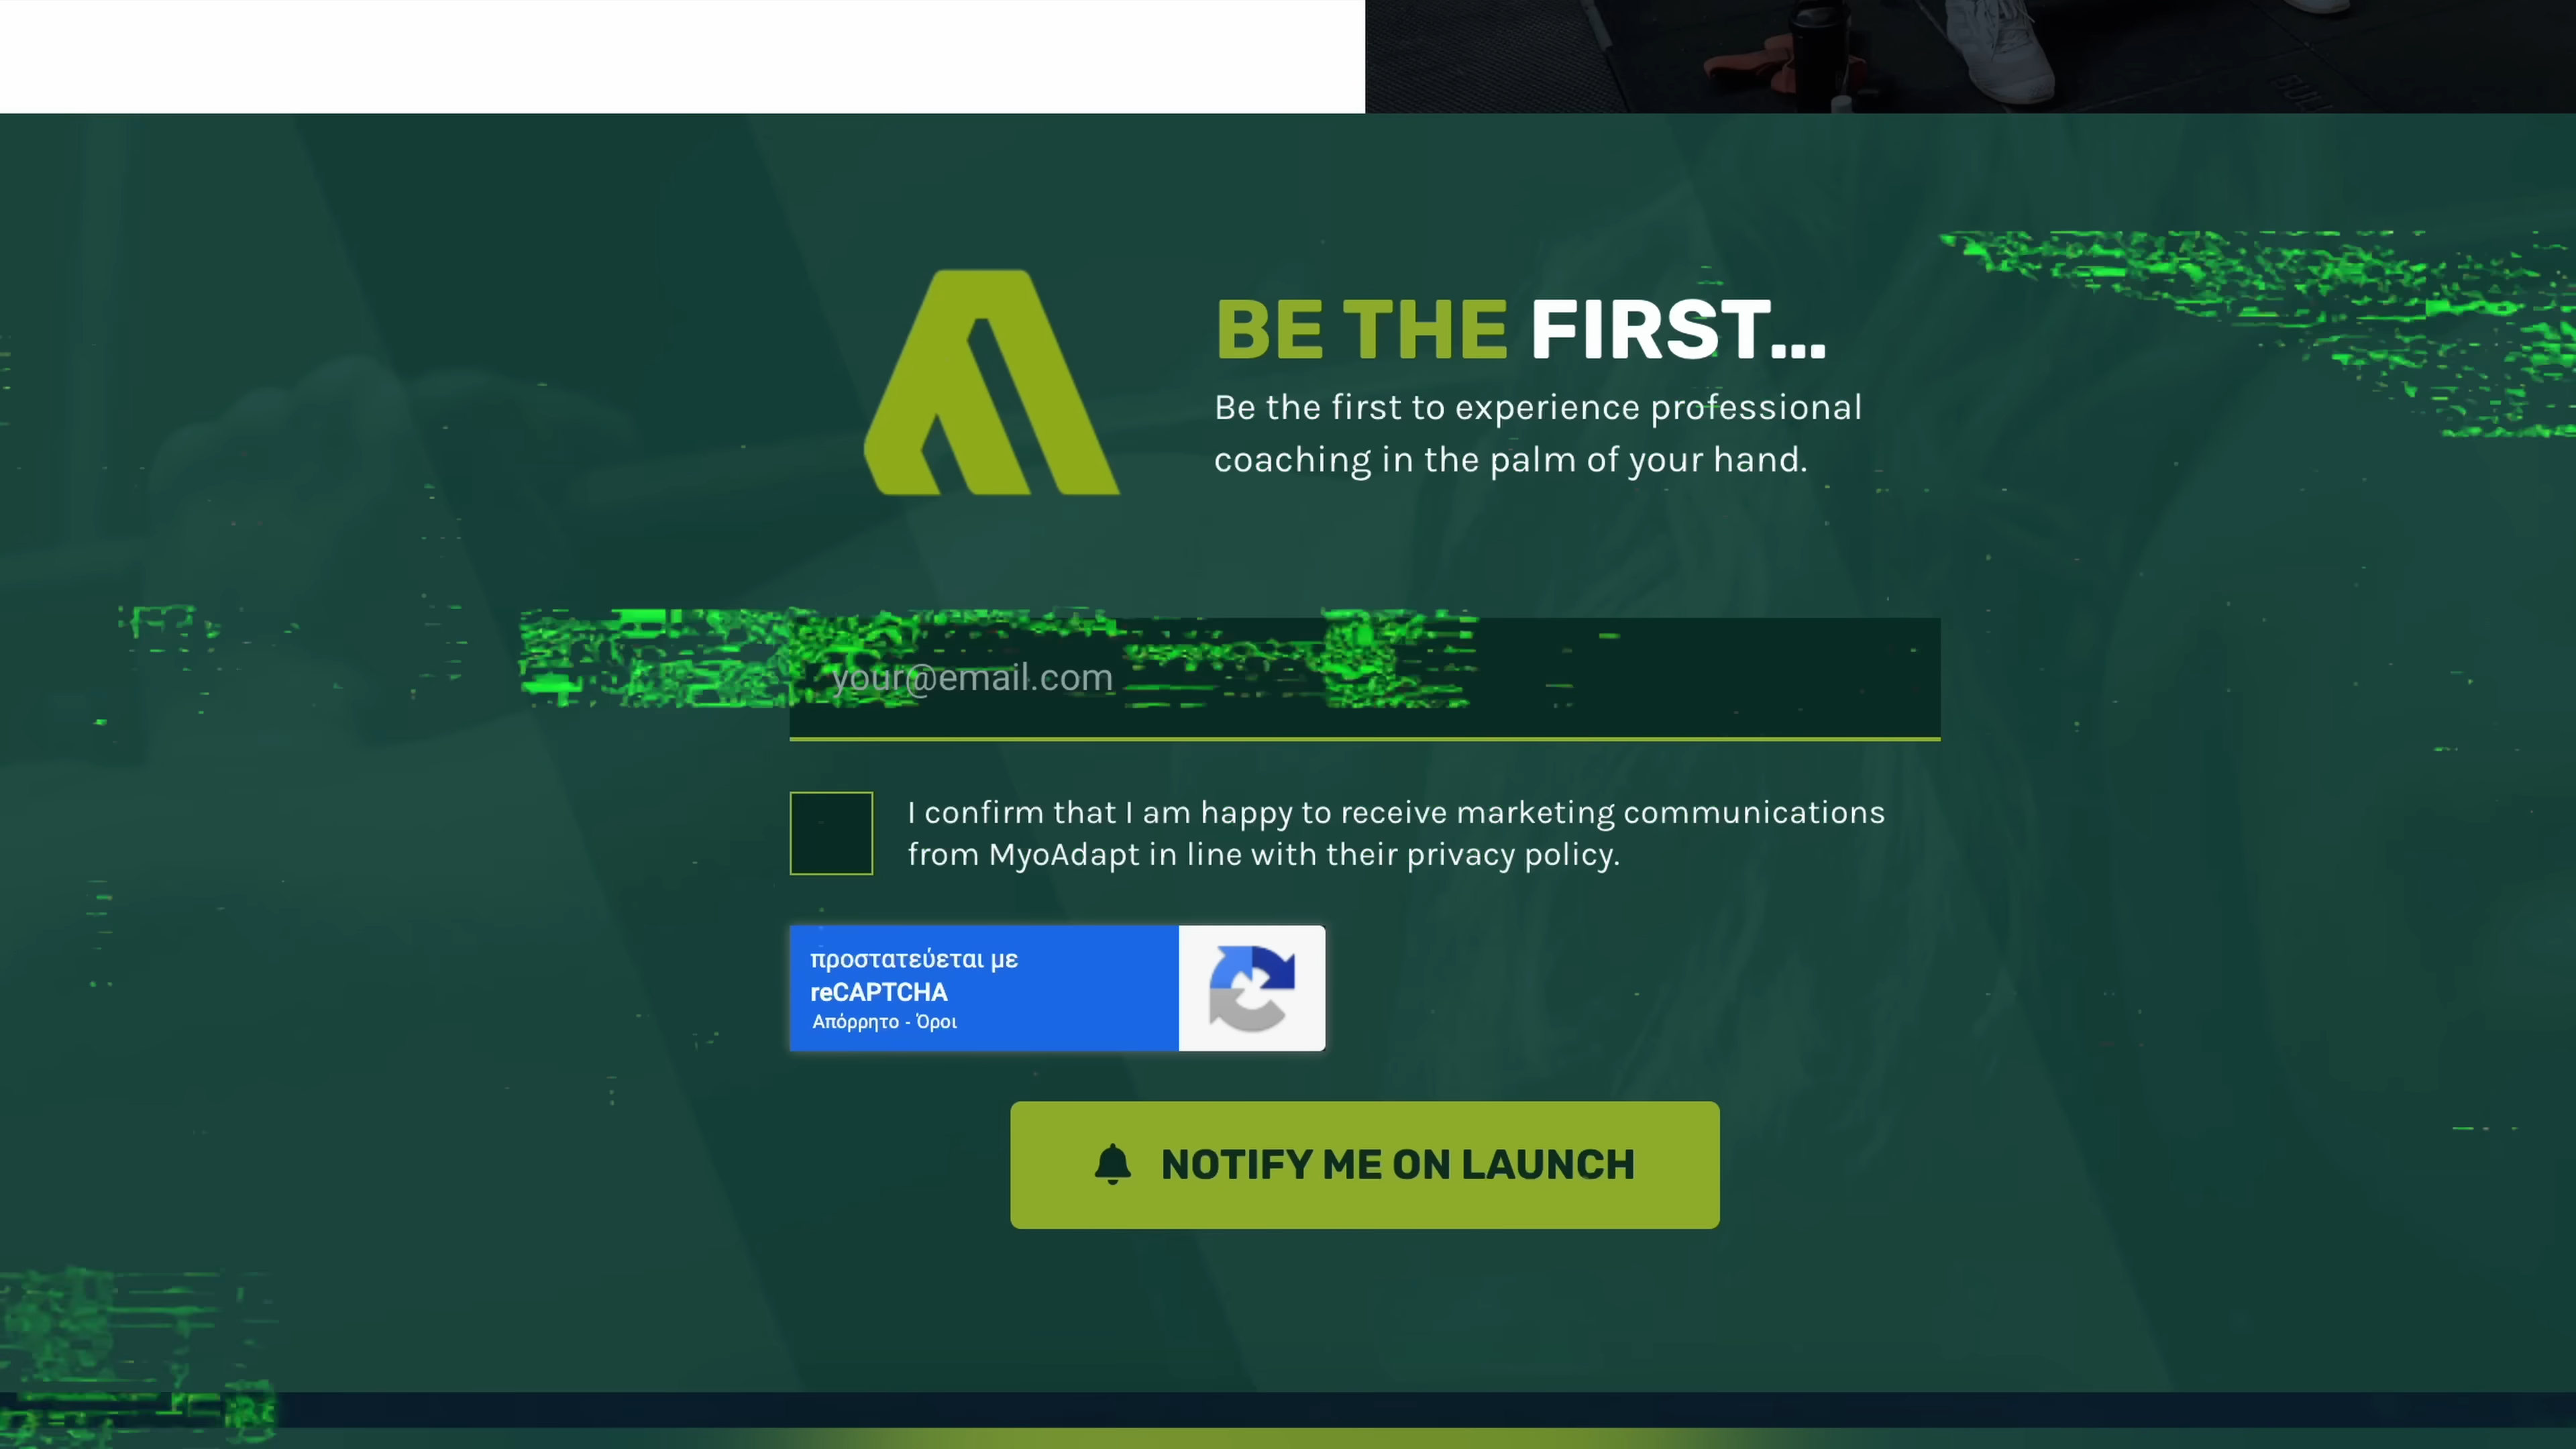 BE THE FIRST...
Be the first to experience professional
coaching in the palm of your hand.
your@email.com
I confirm that I am happy to receive marketing communications
from MyoAdapt in line with their privacy policy.
προστατεύεται με
reCAPTCHA
Απόρρητο - Όροι
NOTIFY ME ON LAUNCH